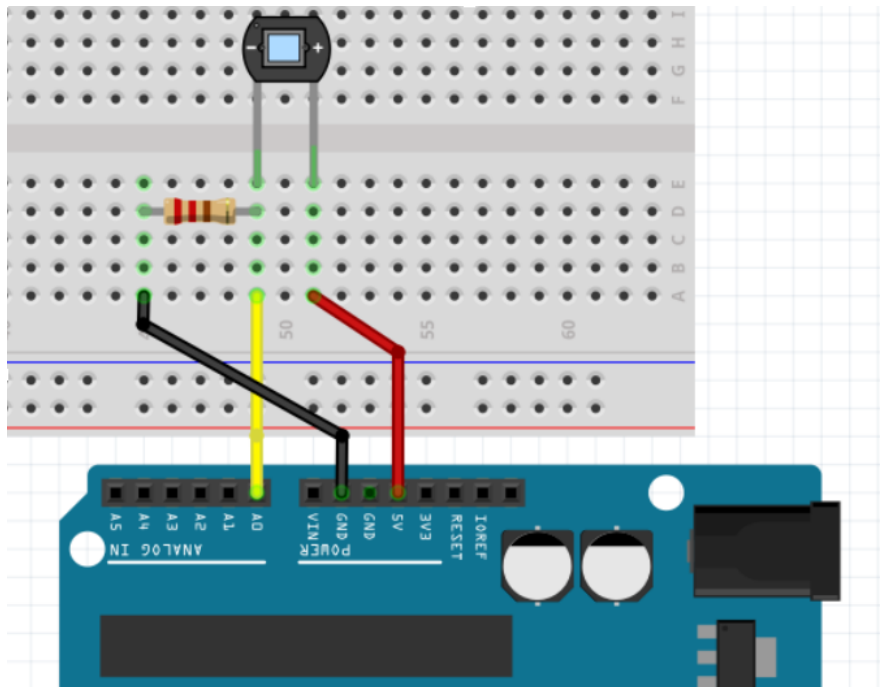 I
H
- +
G
F
E
D
C
B
A
50 55 60
A5 A4 A3 A2 A1 A0 VIN GND GND 5V 3V3 RESET IOREF
ANALOG IN POWER